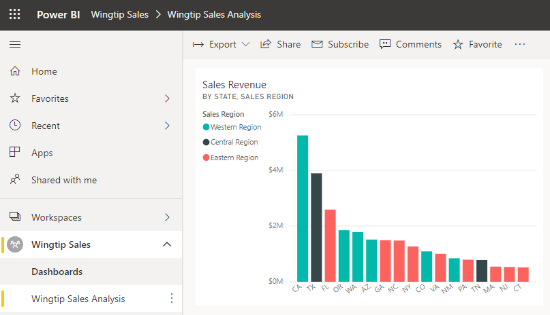 Power BI Wingtip Sales > Wingtip Sales Analysis
Export Share Subscribe Comments Favorite ...
Home
Favorites
Recent
Apps
Shared with me
Workspaces
Wingtip Sales
Dashboards
Wingtip Sales Analysis
Sales Revenue
BY STATE, SALES REGION
Sales Region
Western Region
Central Region
Eastern Region
$6M
$4M
$2M
$0M
CA TX FL OR WA AZ GA NC NY CO VA NM PA TN MA NJ CT